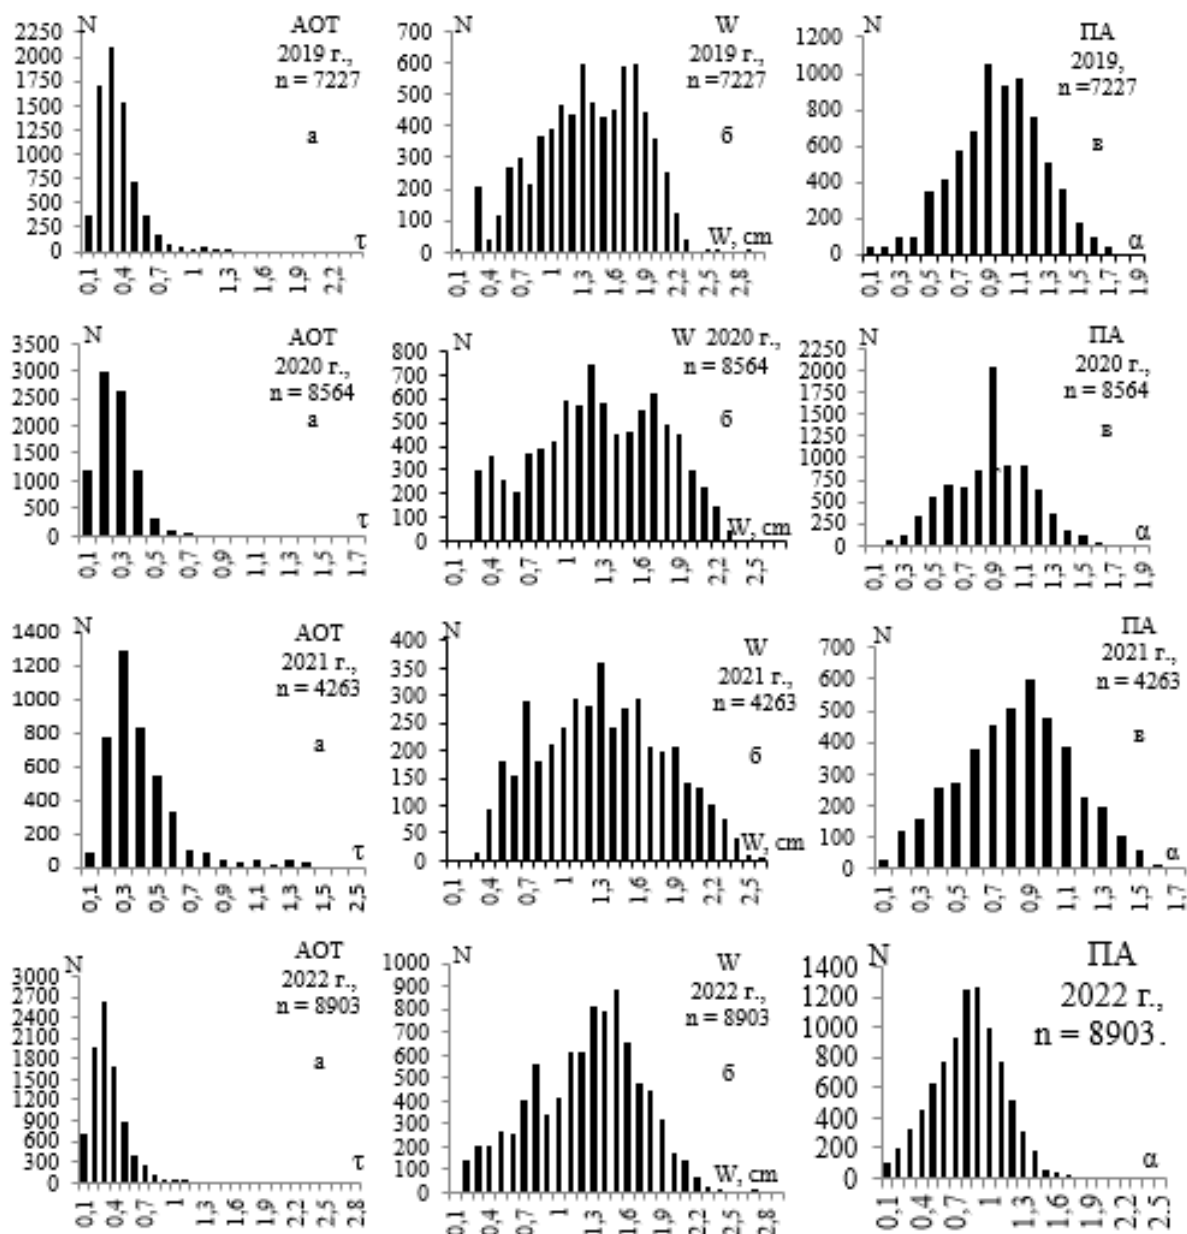 N
АОТ
2019 г.,
n = 7227
а
2250
2000
1750
1500
1250
1000
750
500
250
0
τ
0,1 0,4 0,7 1 1,3 1,6 1,9 2,2
N
W
2019 г.,
n =7227
б
700
600
500
400
300
200
100
0
W, cm
0,1 0,4 0,7 1 1,3 1,6 1,9 2,2 2,5 2,8
N
ПА
2019,
n =7227
в
1200
1000
800
600
400
200
0
α
0,1 0,3 0,5 0,7 0,9 1,1 1,3 1,5 1,7 1,9
N
АОТ
2020 г.,
n = 8564
а
3500
3000
2500
2000
1500
1000
500
0
τ
0,1 0,3 0,5 0,7 0,9 1,1 1,3 1,5 1.7
N
W 2020 г.,
n = 8564
б
800
700
600
500
400
300
200
100
0
W, cm
0,1 0,4 0,7 1 1,3 1,6 1,9 2,2 2,5
N
ПА
2020 г.,
n = 8564
в
2250
2000
1750
1500
1250
1000
750
500
250
0
α
0,1 0,3 0,5 0,7 0,9 1,1 1,3 1,5 1,7 1,9
N
АОТ
2021 г.,
n = 4263
а
1400
1200
1000
800
600
400
200
0
τ
0,1 0,3 0,5 0,7 0,9 1,1 1,3 1,5 2,5
N
W
2021 г.,
n = 4263
б
400
350
300
250
200
150
100
50
0
W, cm
0,1 0,4 0,7 1 1,3 1,6 1,9 2,2 2,5
N
ПА
2021 г.,
n = 4263
в
700
600
500
400
300
200
100
0
α
0,1 0,3 0,5 0,7 0,9 1,1 1,3 1,5 1,7
N
АОТ
2022 г.,
n = 8903
а
3000
2700
2400
2100
1800
1500
1200
900
600
300
0
τ
0,1 0,4 0,7 1 1,3 1,6 1,9 2,2 2,5 2,8
N
W
2022 г.,
n = 8903
б
1000
900
800
700
600
500
400
300
200
100
0
W, cm
0,1 0,4 0,7 1 1,3 1,6 1,9 2,2 2,5 2,8
N
ПА
2022 г.,
n = 8903.
1400
1200
1000
800
600
400
200
0
α
0,1 0,4 0,7 1 1,3 1,6 1,9 2,2 2,5